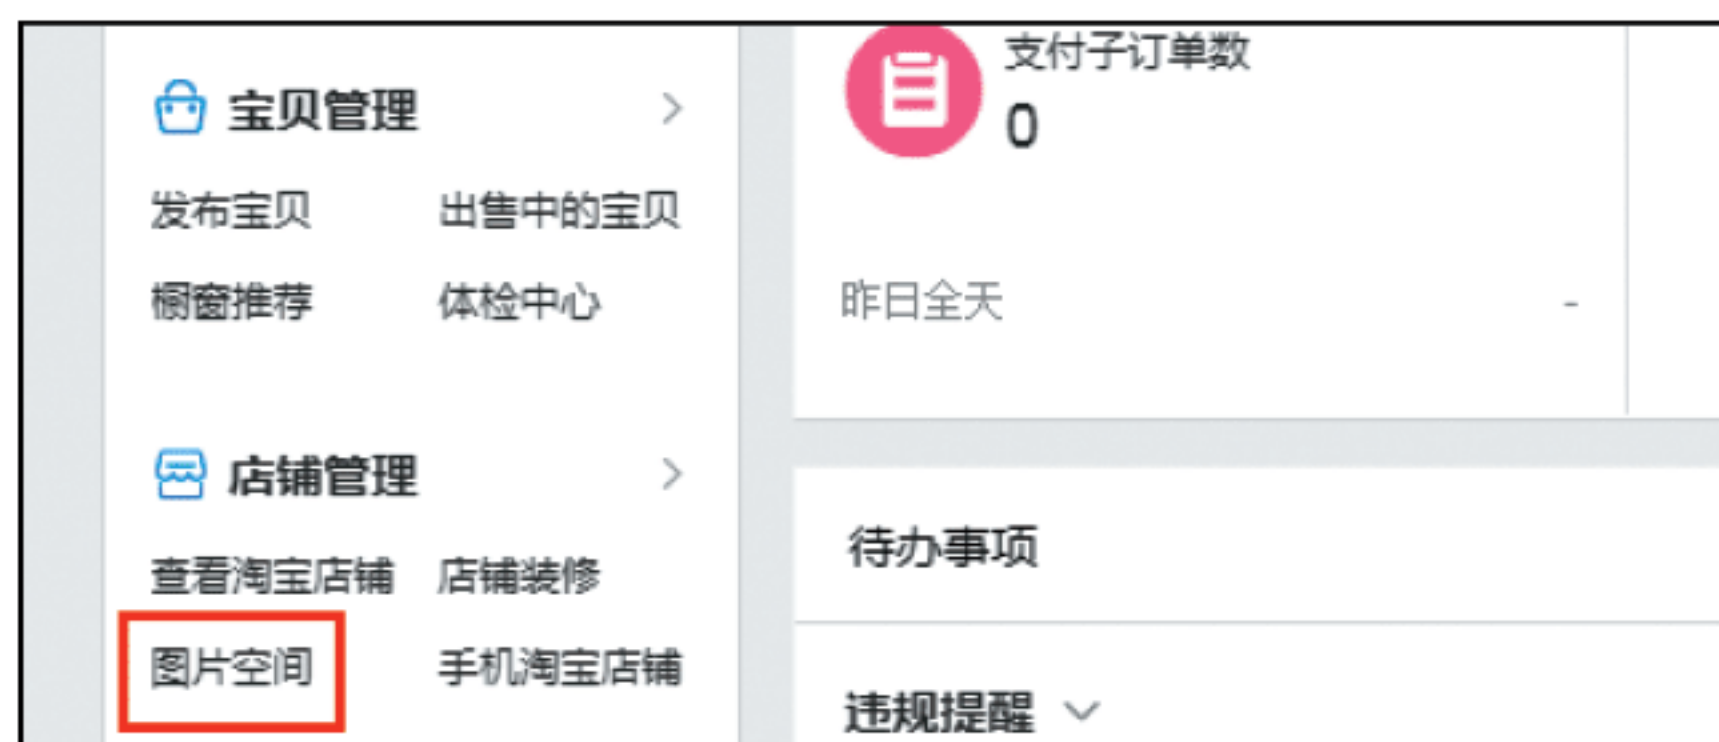 宝贝管理
发布宝贝 出售中的宝贝
橱窗推荐 体检中心
店铺管理
查看淘宝店铺 店铺装修
图片空间 手机淘宝店铺
支付子订单数
0
昨日全天 -
待办事项
违规提醒